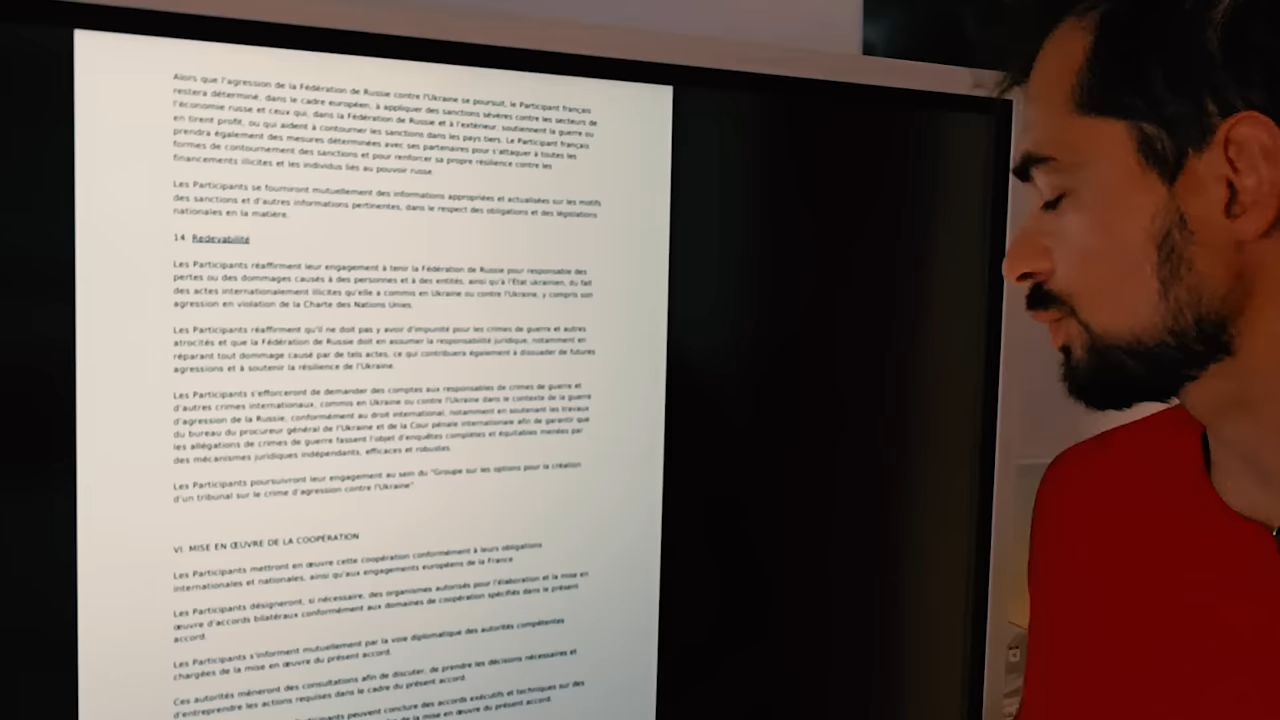 Alors que l'agression de la Fédération de Russie contre l'Ukraine se poursuit, le Participant français
restera déterminé, dans le cadre européen, à appliquer des sanctions sévères contre les secteurs de
l'économie russe et ceux qui, dans la Fédération de Russie et à l'extérieur, soutiennent la guerre ou
en tirent profit, ou qui aident à contourner les sanctions dans les pays tiers. Le Participant français
prendra également des mesures déterminées avec ses partenaires pour s'attaquer à toutes les
formes de contournement des sanctions et pour renforcer sa propre résilience contre les
financements illicites et les individus liés au pouvoir russe.
Les Participants se fourniront mutuellement des informations appropriées et actualisées sur les motifs
des sanctions et d'autres informations pertinentes, dans le respect des obligations et des législations
nationales en la matière.
14. Redevabilité
Les Participants réaffirment leur engagement à tenir la Fédération de Russie pour responsable des
pertes ou des dommages causés à des personnes et à des entités, ainsi qu'à l'État ukrainien, du fait
des actes internationalement illicites qu'elle a commis en Ukraine ou contre l'Ukraine, y compris son
agression en violation de la Charte des Nations Unies.
Les Participants réaffirment qu'il ne doit pas y avoir d'impunité pour les crimes de guerre et autres
atrocités et que la Fédération de Russie doit en assumer la responsabilité juridique, notamment en
réparant tout dommage causé par de tels actes, ce qui contribuera également à dissuader de futures
agressions et à soutenir la résilience de l'Ukraine.
Les Participants s'efforceront de demander des comptes aux responsables de crimes de guerre et
d'autres crimes internationaux, commis en Ukraine ou contre l'Ukraine dans le contexte de la guerre
d'agression de la Russie, conformément au droit international, notamment en soutenant les travaux
du bureau du procureur général de l'Ukraine et de la Cour pénale internationale afin de garantir que
les allégations de crimes de guerre fassent l'objet d'enquêtes complètes et équitables menées par
des mécanismes juridiques indépendants, efficaces et robustes.
Les Participants poursuivront leur engagement au sein du "Groupe sur les options pour la création
d'un tribunal sur le crime d'agression contre l'Ukraine"
VI. MISE EN ŒUVRE DE LA COOPÉRATION
Les Participants mettront en œuvre cette coopération conformément à leurs obligations
internationales et nationales, ainsi qu'aux engagements européens de la France
Les Participants désigneront, si nécessaire, des organismes autorisés pour l'élaboration et la mise en
œuvre d'accords bilatéraux conformément aux domaines de coopération spécifiés dans le présent
accord.
Les Participants s'informent mutuellement par la voie diplomatique des autorités compétentes
chargées de la mise en œuvre du présent accord.
Ces autorités mèneront des consultations afin de discuter, de prendre les décisions nécessaires et
d'entreprendre les actions requises dans le cadre du présent accord.
peuvent conclure des accords exécutifs et techniques sur des
de la mise en œuvre du présent accord.